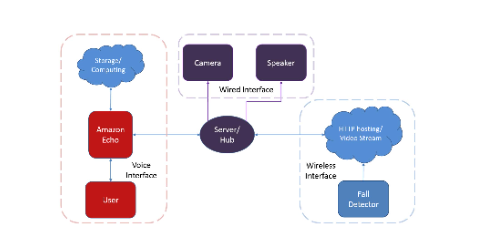 Storage/
Computing
Camera
Speaker
Wired Interface
Amazon
Echo
Server/
Hub
HTTP hosting/
Video Stream
Voice
Interface
Wireless
Interface
User
Fall
Detector